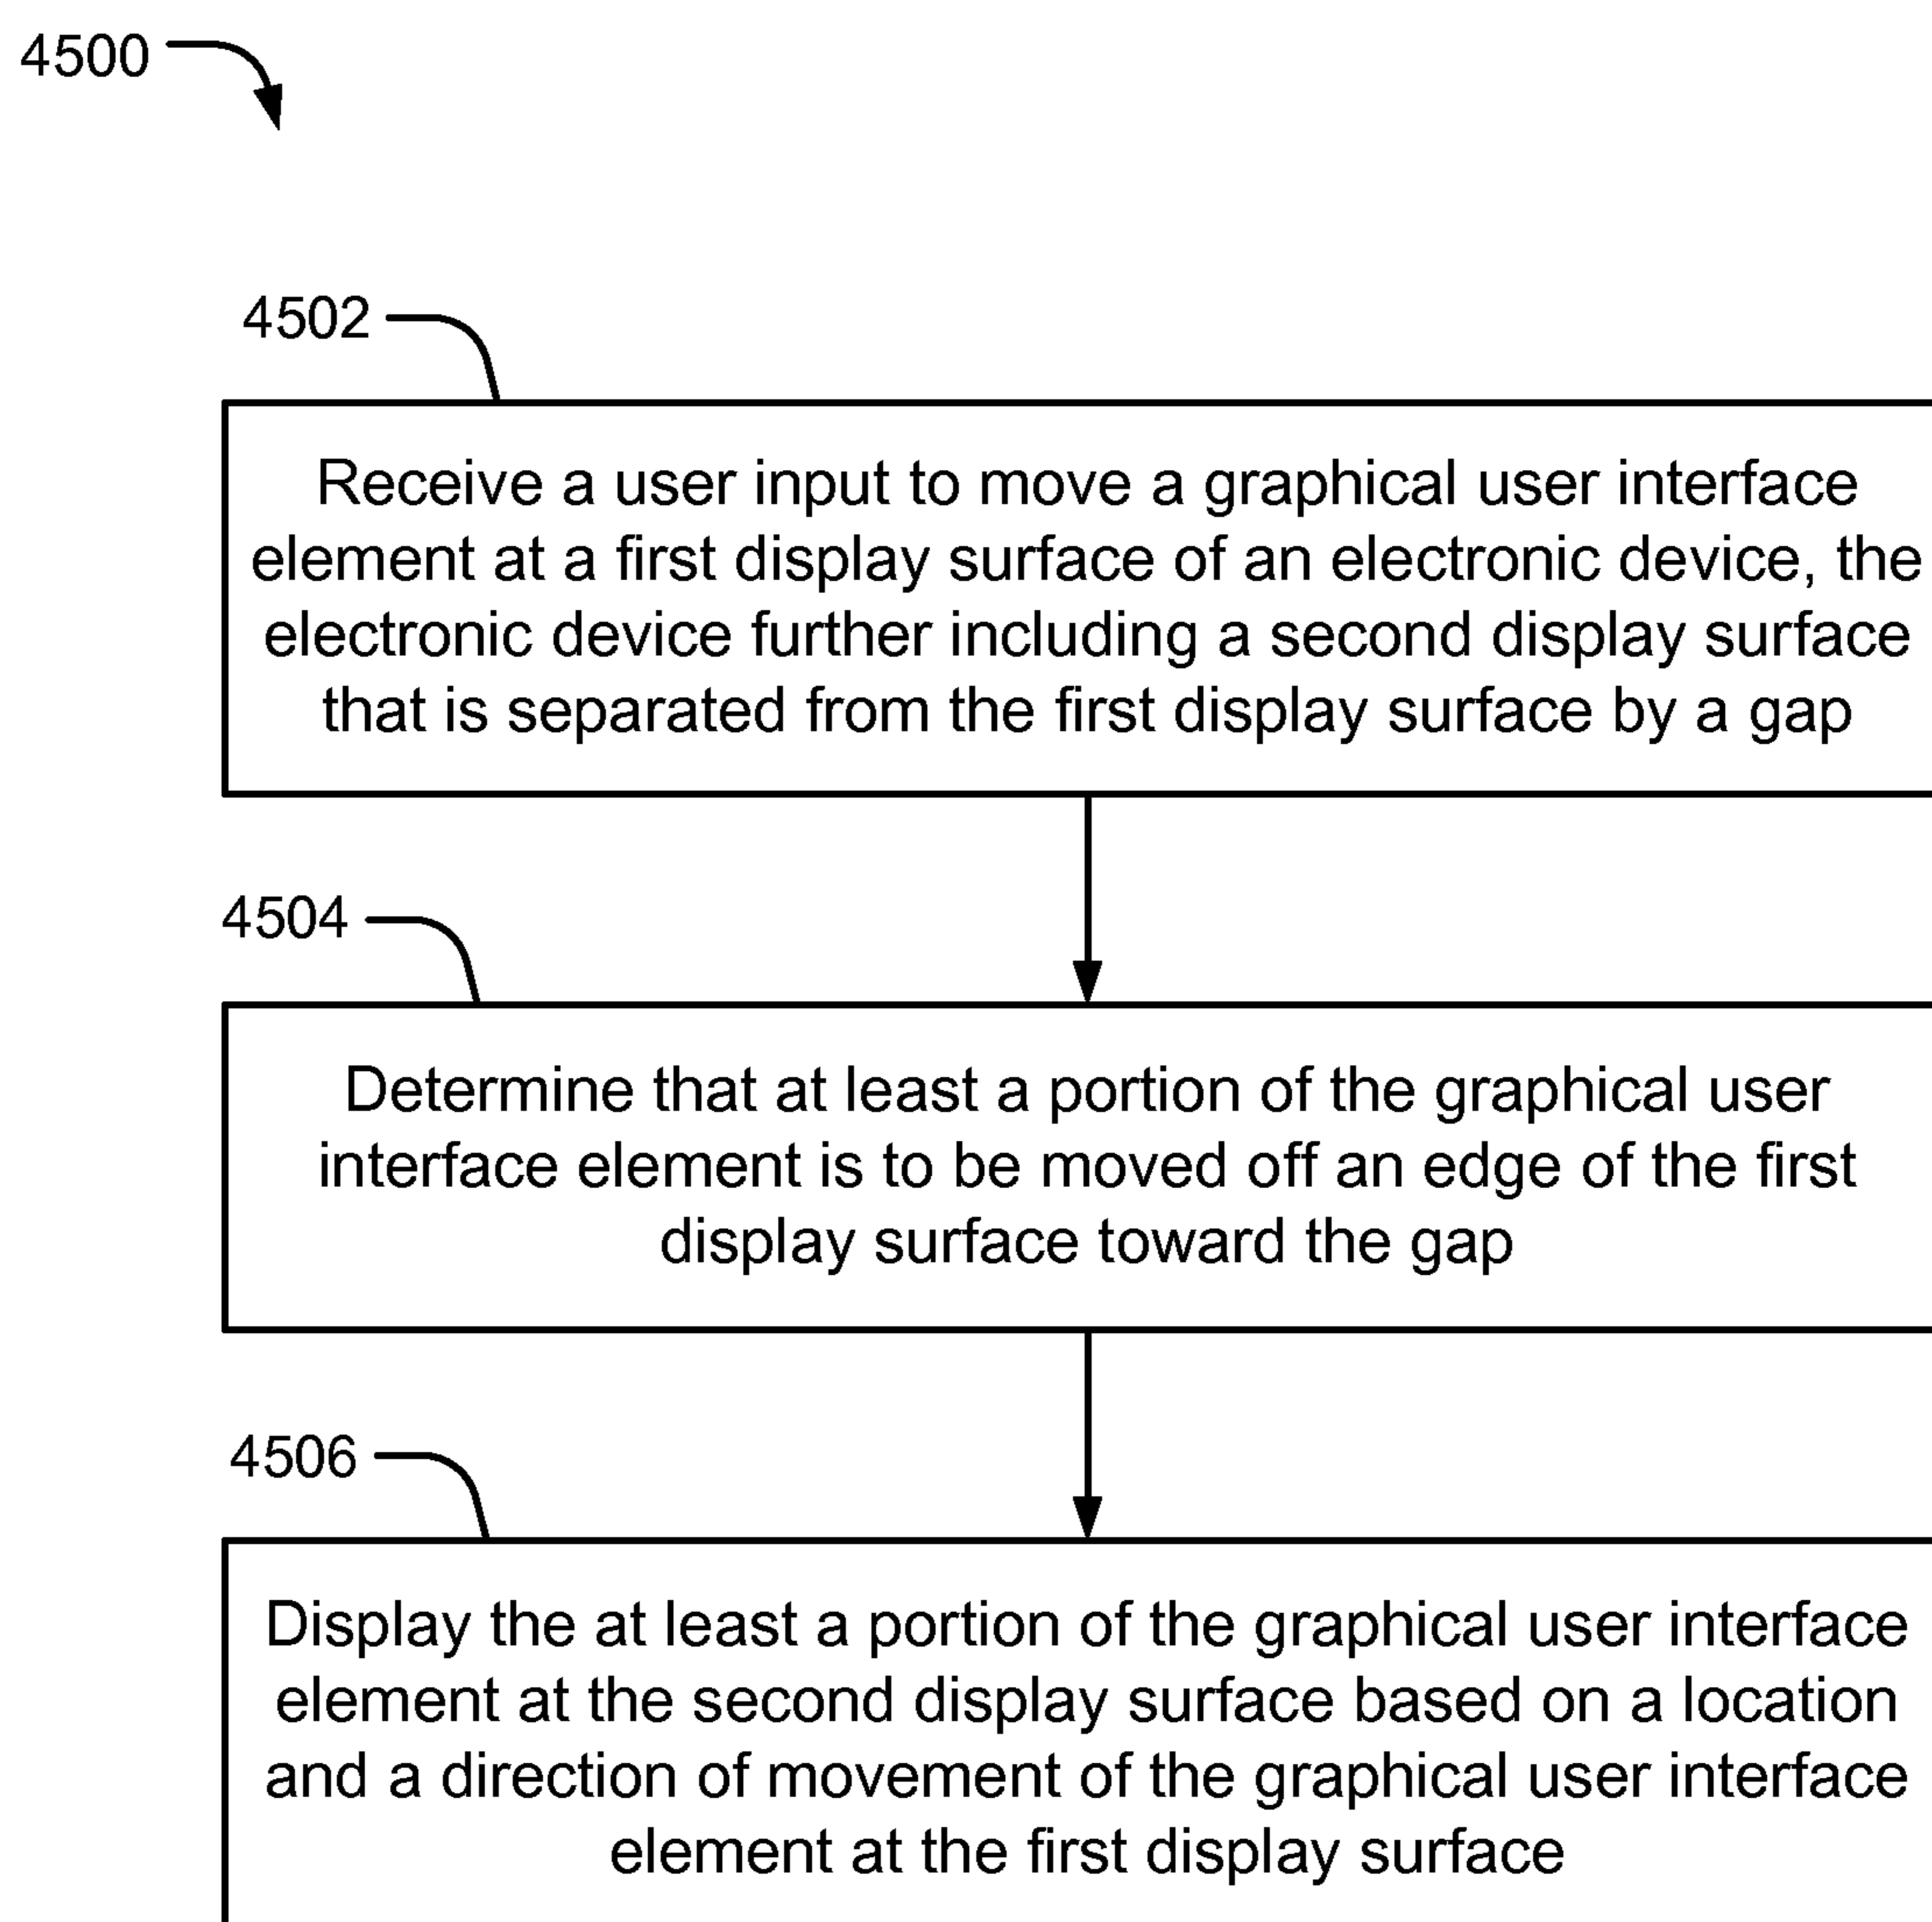 4500
4502
Receive a user input to move a graphical user interface
element at a first display surface of an electronic device, the
electronic device further including a second display surface
that is separated from the first display surface by a gap
4504
Determine that at least a portion of the graphical user
interface element is to be moved off an edge of the first
display surface toward the gap
4506
Display the at least a portion of the graphical user interface
element at the second display surface based on a location
and a direction of movement of the graphical user interface
element at the first display surface